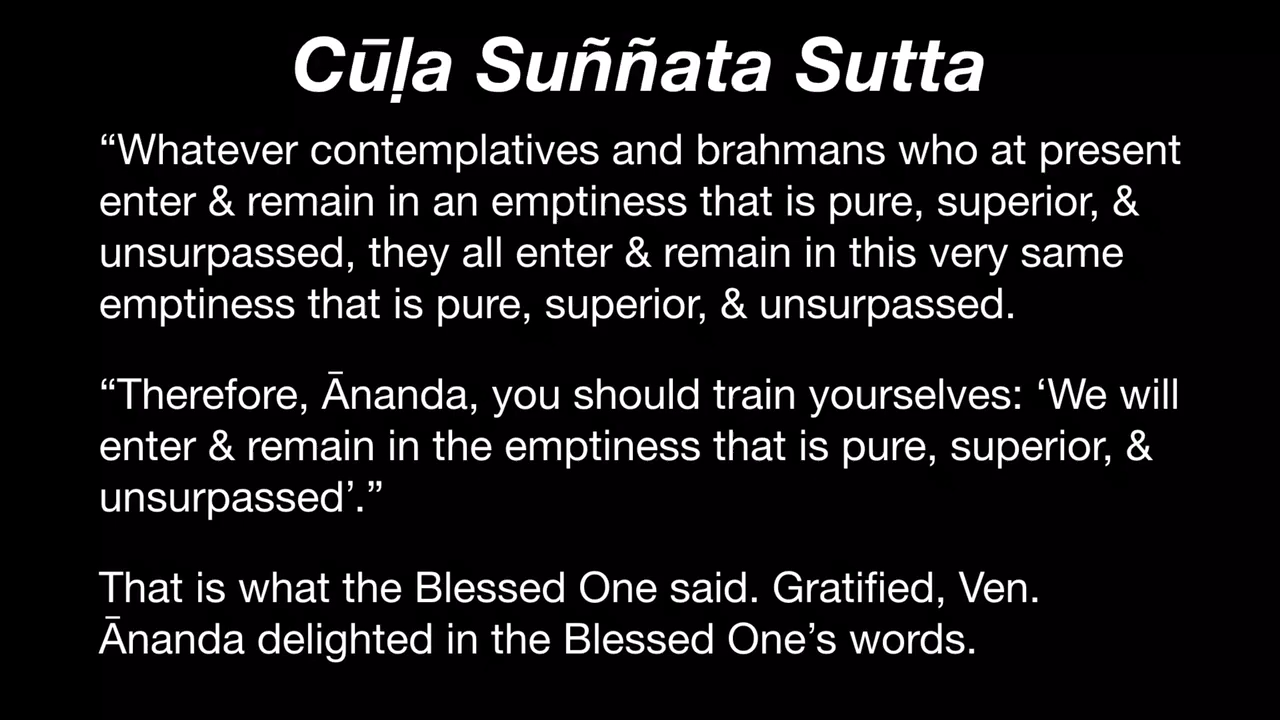 Cūḷa Suññata Sutta
“Whatever contemplatives and brahmans who at present
enter & remain in an emptiness that is pure, superior, &
unsurpassed, they all enter & remain in this very same
emptiness that is pure, superior, & unsurpassed.
“Therefore, Ānanda, you should train yourselves: ‘We will
enter & remain in the emptiness that is pure, superior, &
unsurpassed’.”
That is what the Blessed One said. Gratified, Ven.
Ānanda delighted in the Blessed One’s words.